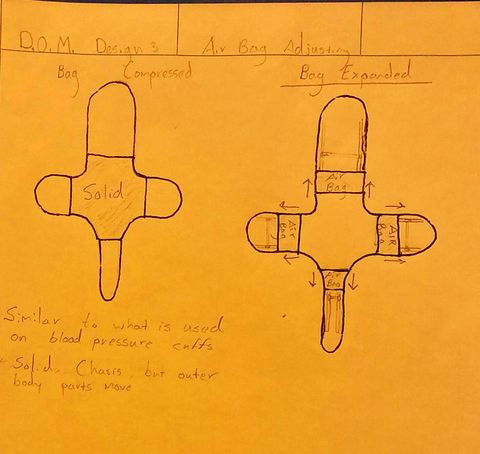 D.O.M. Design 3 Air Bag Adjusting
Bag Compressed
Bag Expanded
Solid
Air
Bag
Air
Bag
AIR
BAG
Air
Bag
Similar to what is used
on blood pressure cuffs
- Solid Chasis, but outer
body parts move